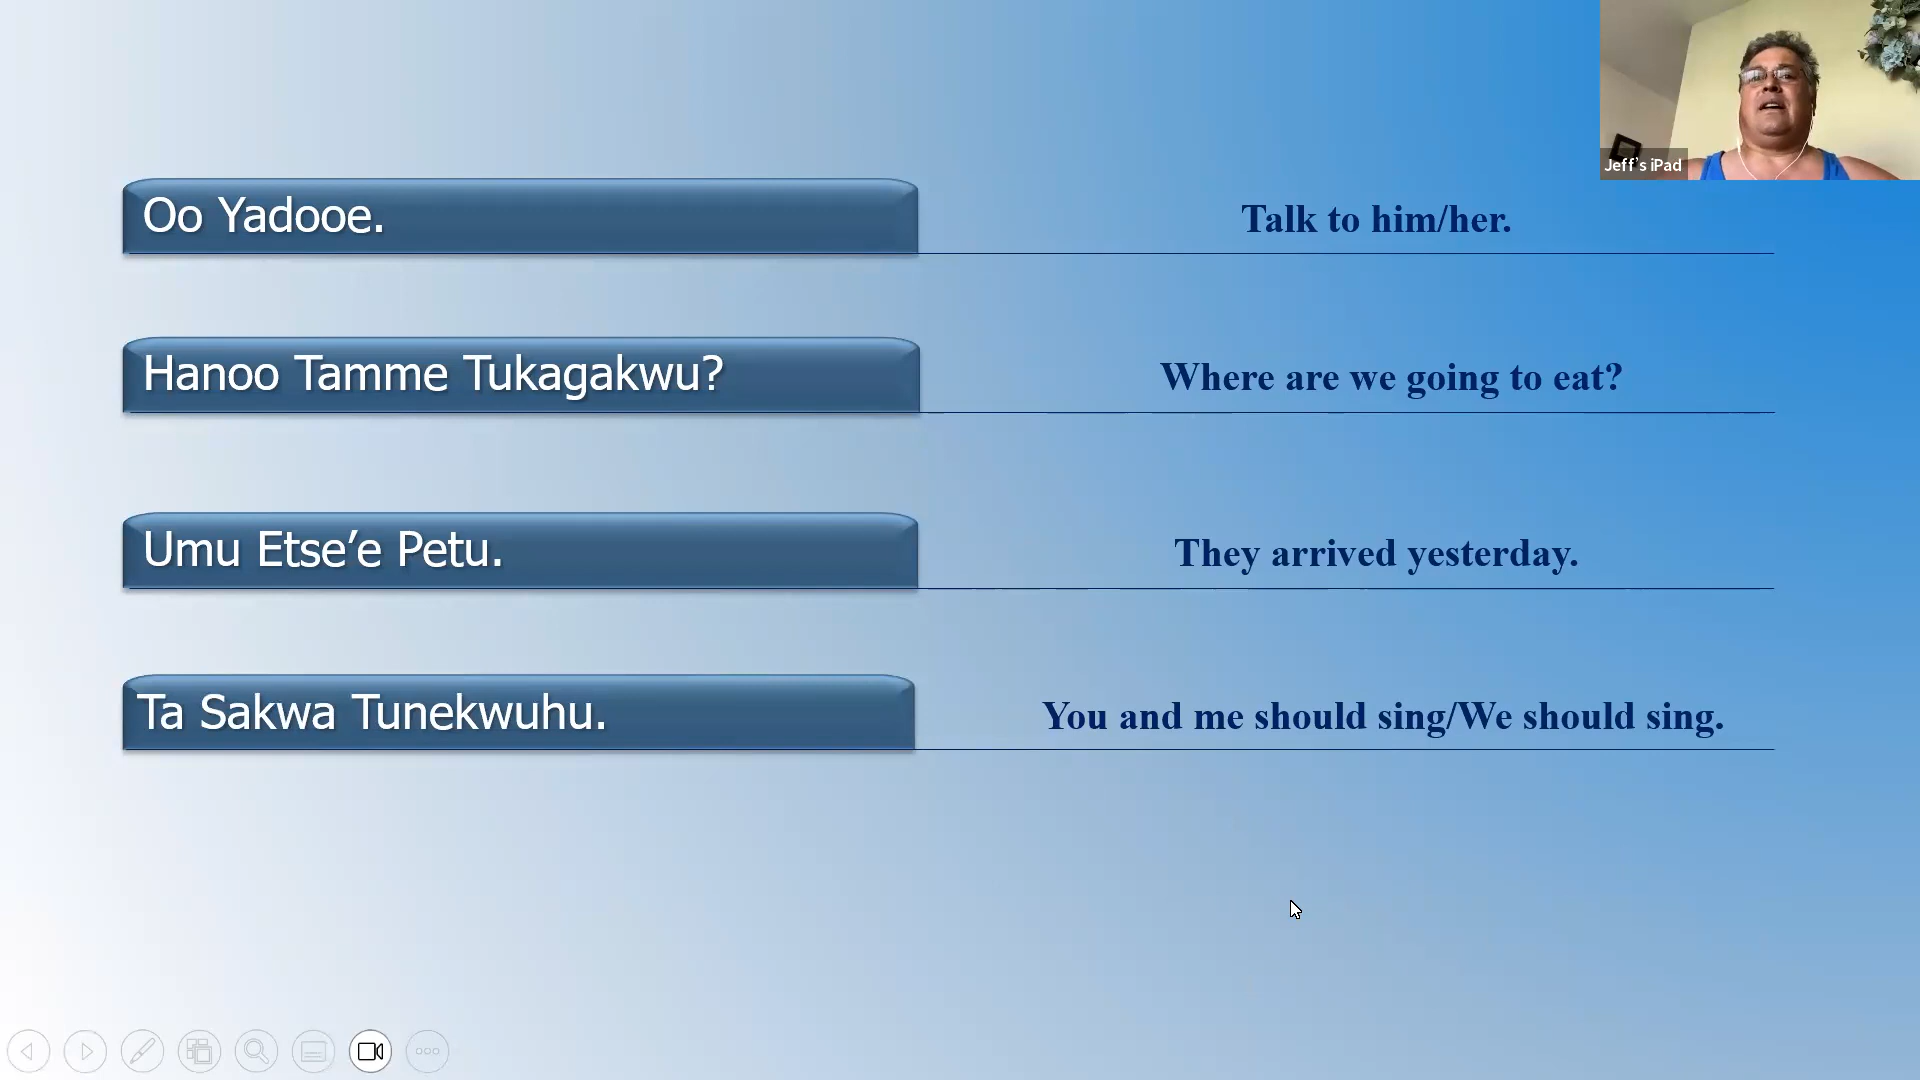 Jeff's iPad
Oo Yadooe.
Talk to him/her.
Hanoo Tamme Tukagakwu?
Where are we going to eat?
Umu Etse’e Petu.
They arrived yesterday.
Ta Sakwa Tunekwuhu.
You and me should sing/We should sing.